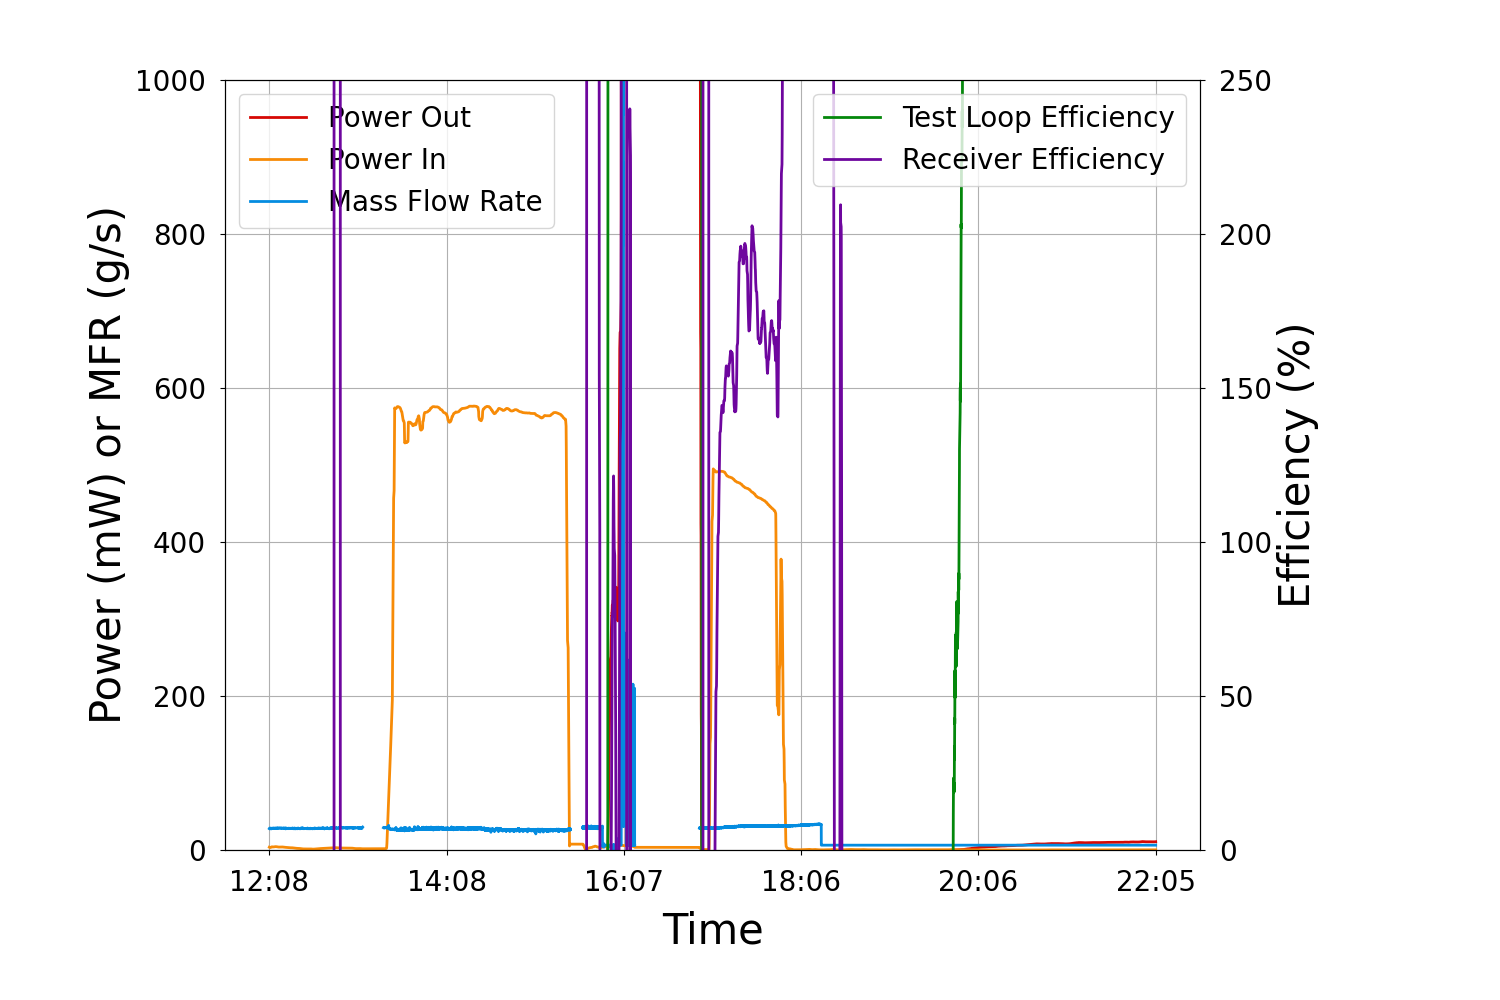 Power Out
Power In
Mass Flow Rate
Test Loop Efficiency
Receiver Efficiency
1000
800
600
400
200
0
Power (mW) or MFR (g/s)
250
200
150
100
50
0
Efficiency (%)
12:08 14:08 16:07 18:06 20:06 22:05
Time